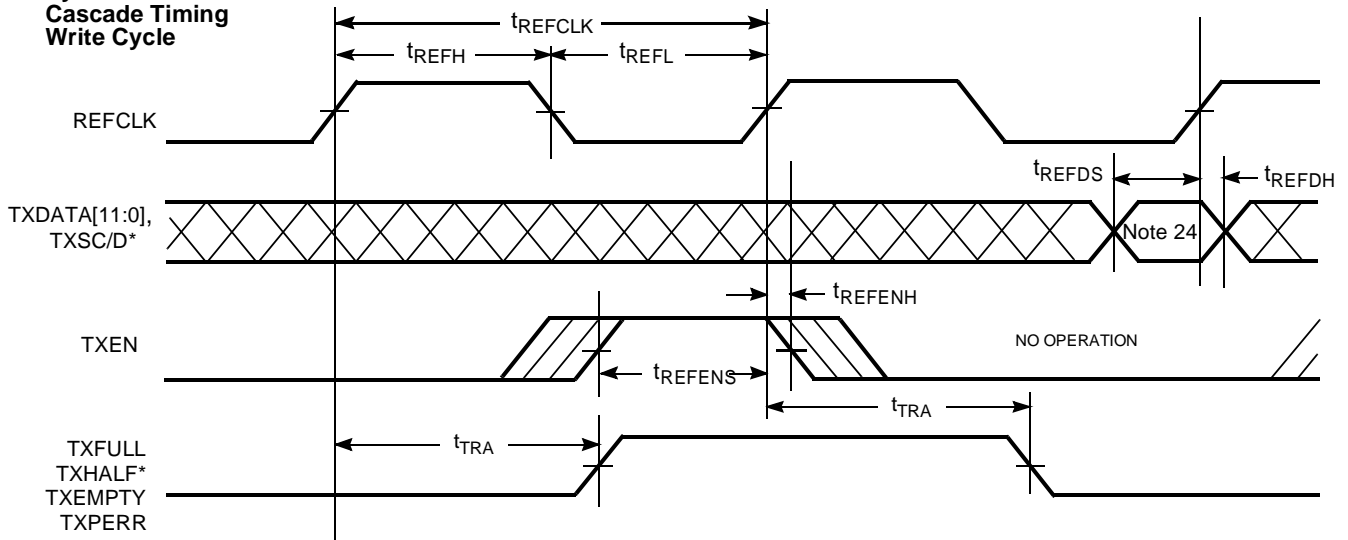 Cascade Timing
Write Cycle
tREFCLK
tREFH
tREFL
REFCLK
tREFDS
tREFDH
TXDATA[11:0],
TXSC/D*
Note 24
tREFENH
TXEN
NO OPERATION
tREFENS
tTRA
tTRA
TXFULL
TXHALF*
TXEMPTY
TXPERR